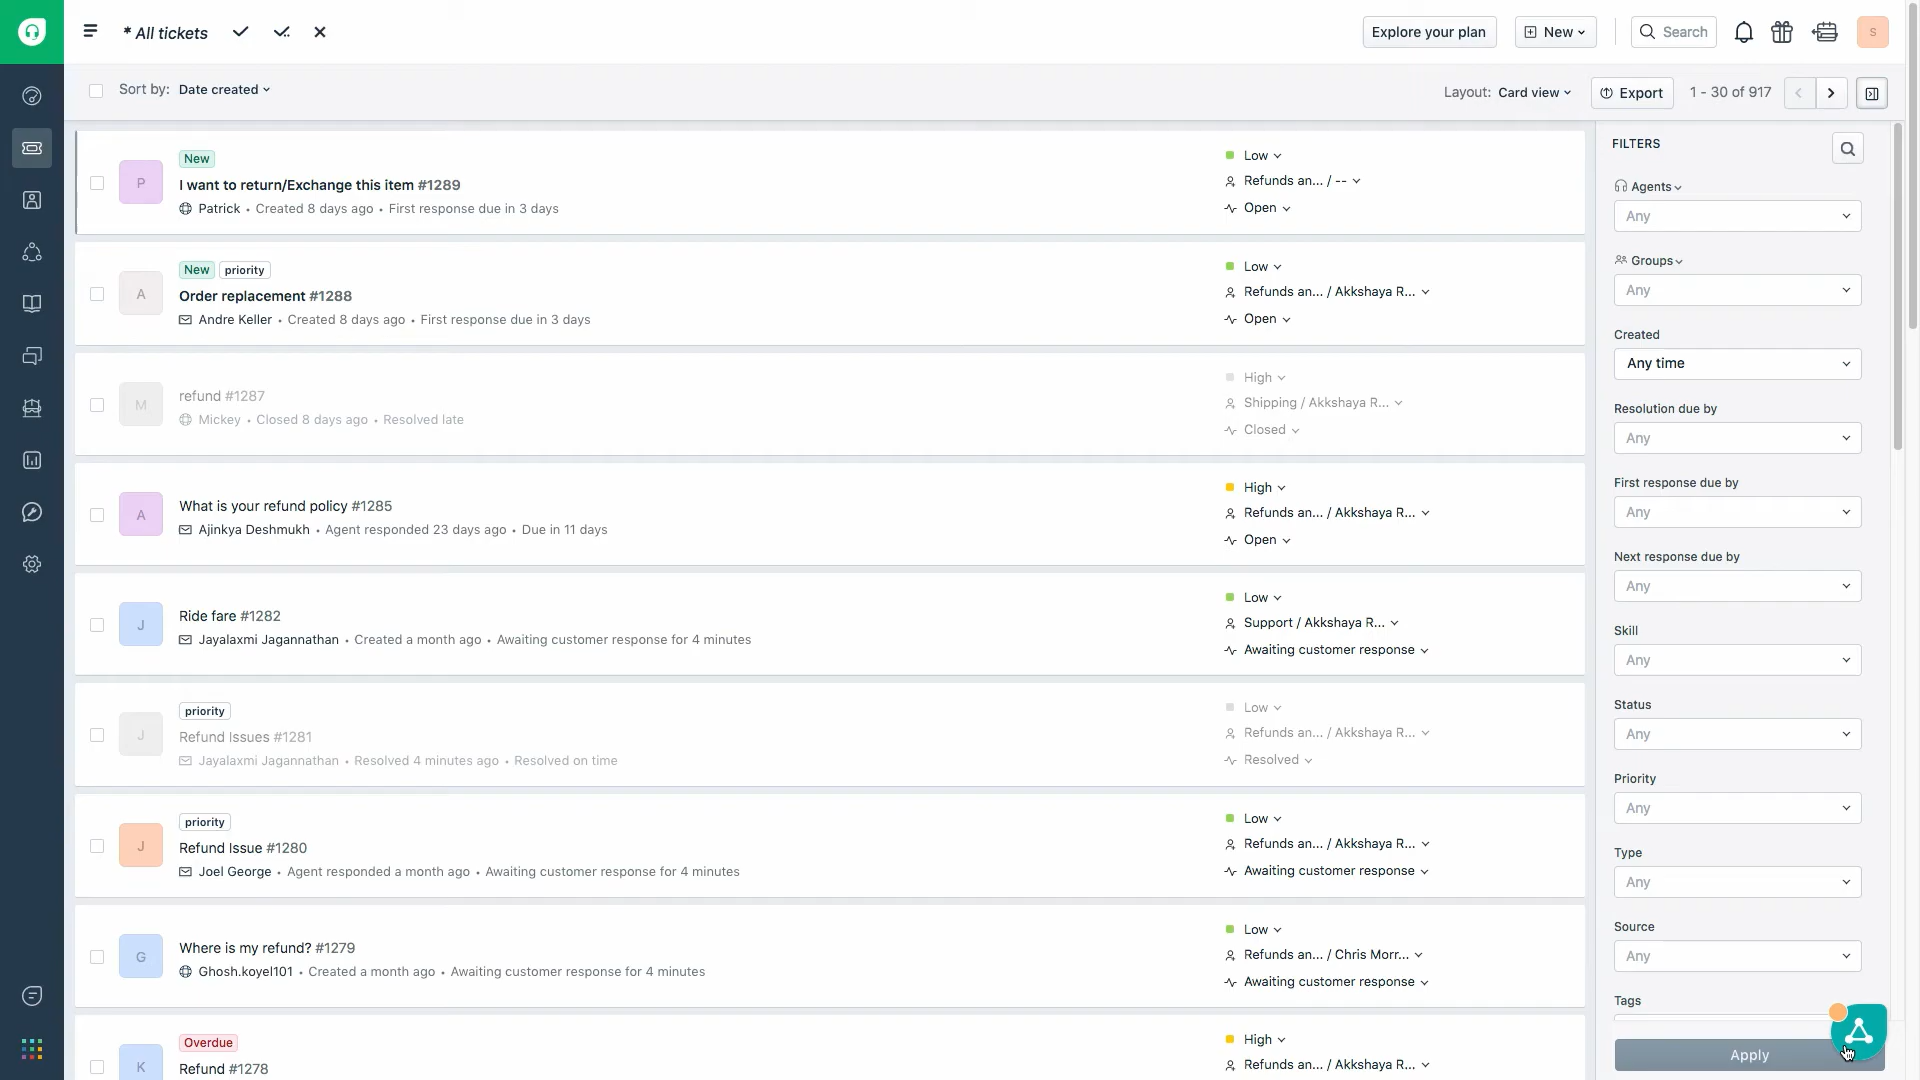 * All tickets
Explore your plan
New
Search
S
Sort by: Date created
Layout: Card view
Export
1 - 30 of 917
P
New
I want to return/Exchange this item #1289
Patrick • Created 8 days ago • First response due in 3 days
Low
Refunds an... / --
Open
A
New priority
Order replacement #1288
Andre Keller • Created 8 days ago • First response due in 3 days
Low
Refunds an... / Akkshaya R...
Open
M
refund #1287
Mickey • Closed 8 days ago • Resolved late
High
Shipping / Akkshaya R...
Closed
A
What is your refund policy #1285
Ajinkya Deshmukh • Agent responded 23 days ago • Due in 11 days
High
Refunds an... / Akkshaya R...
Open
J
Ride fare #1282
Jayalaxmi Jagannathan • Created a month ago • Awaiting customer response for 4 minutes
Low
Support / Akkshaya R...
Awaiting customer response
J
priority
Refund Issues #1281
Jayalaxmi Jagannathan • Resolved 4 minutes ago • Resolved on time
Low
Refunds an... / Akkshaya R...
Resolved
J
priority
Refund Issue #1280
Joel George • Agent responded a month ago • Awaiting customer response for 4 minutes
Low
Refunds an... / Akkshaya R...
Awaiting customer response
G
Where is my refund? #1279
Ghosh.koyel101 • Created a month ago • Awaiting customer response for 4 minutes
Low
Refunds an... / Chris Morr...
Awaiting customer response
K
Overdue
Refund #1278
High
Refunds an... / Akkshaya R...
FILTERS
Agents
Any
Groups
Any
Created
Any time
Resolution due by
Any
First response due by
Any
Next response due by
Any
Skill
Any
Status
Any
Priority
Any
Type
Any
Source
Any
Tags
Apply